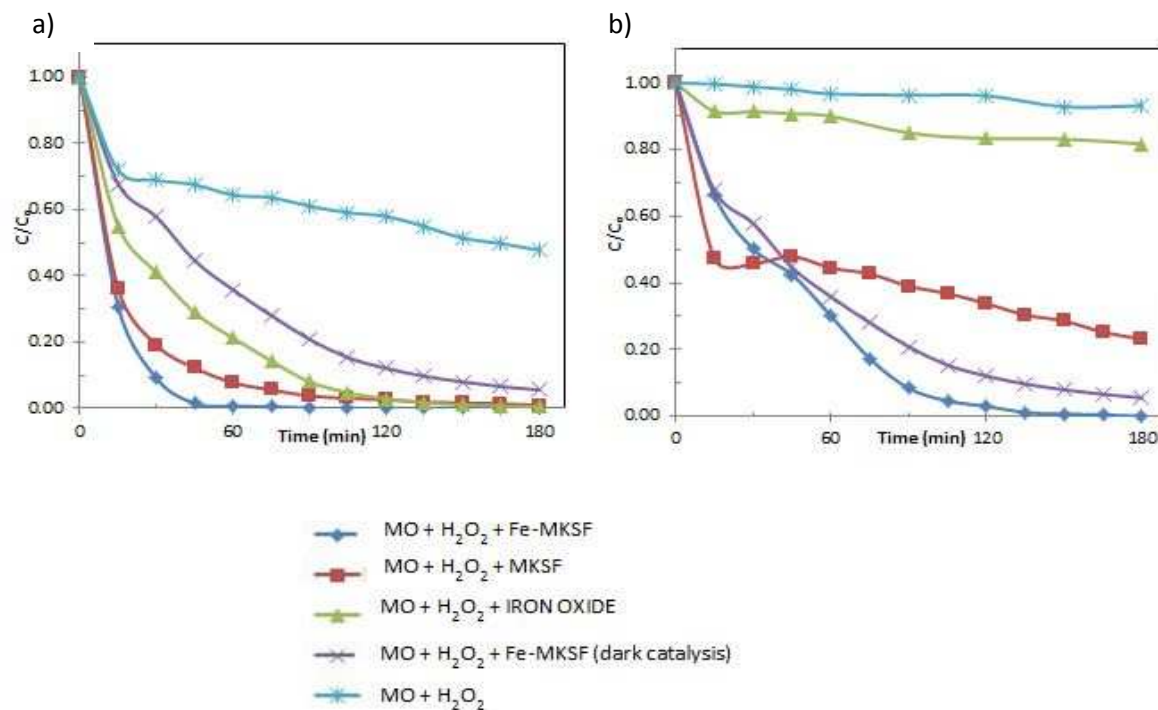 a)
b)
1.00
0.80
0.60
0.40
0.20
0.00
C/C₀
0
60
120
180
Time (min)
1.00
0.80
0.60
0.40
0.20
0.00
C/C₀
0
60
120
180
Time (min)
MO + H₂O₂ + Fe-MKSF
MO + H₂O₂ + MKSF
MO + H₂O₂ + IRON OXIDE
MO + H₂O₂ + Fe-MKSF (dark catalysis)
MO + H₂O₂